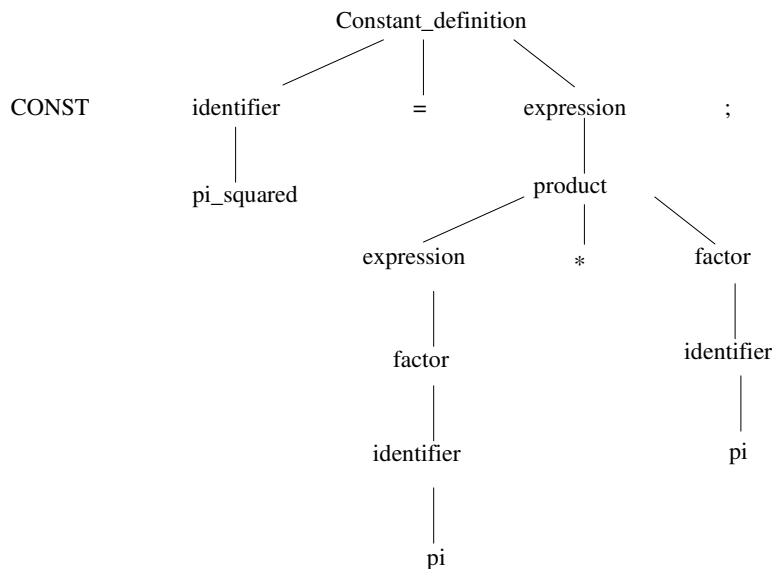 Constant_definition
CONST identifier = expression ;
pi_squared product
expression * factor
factor identifier
identifier pi
pi